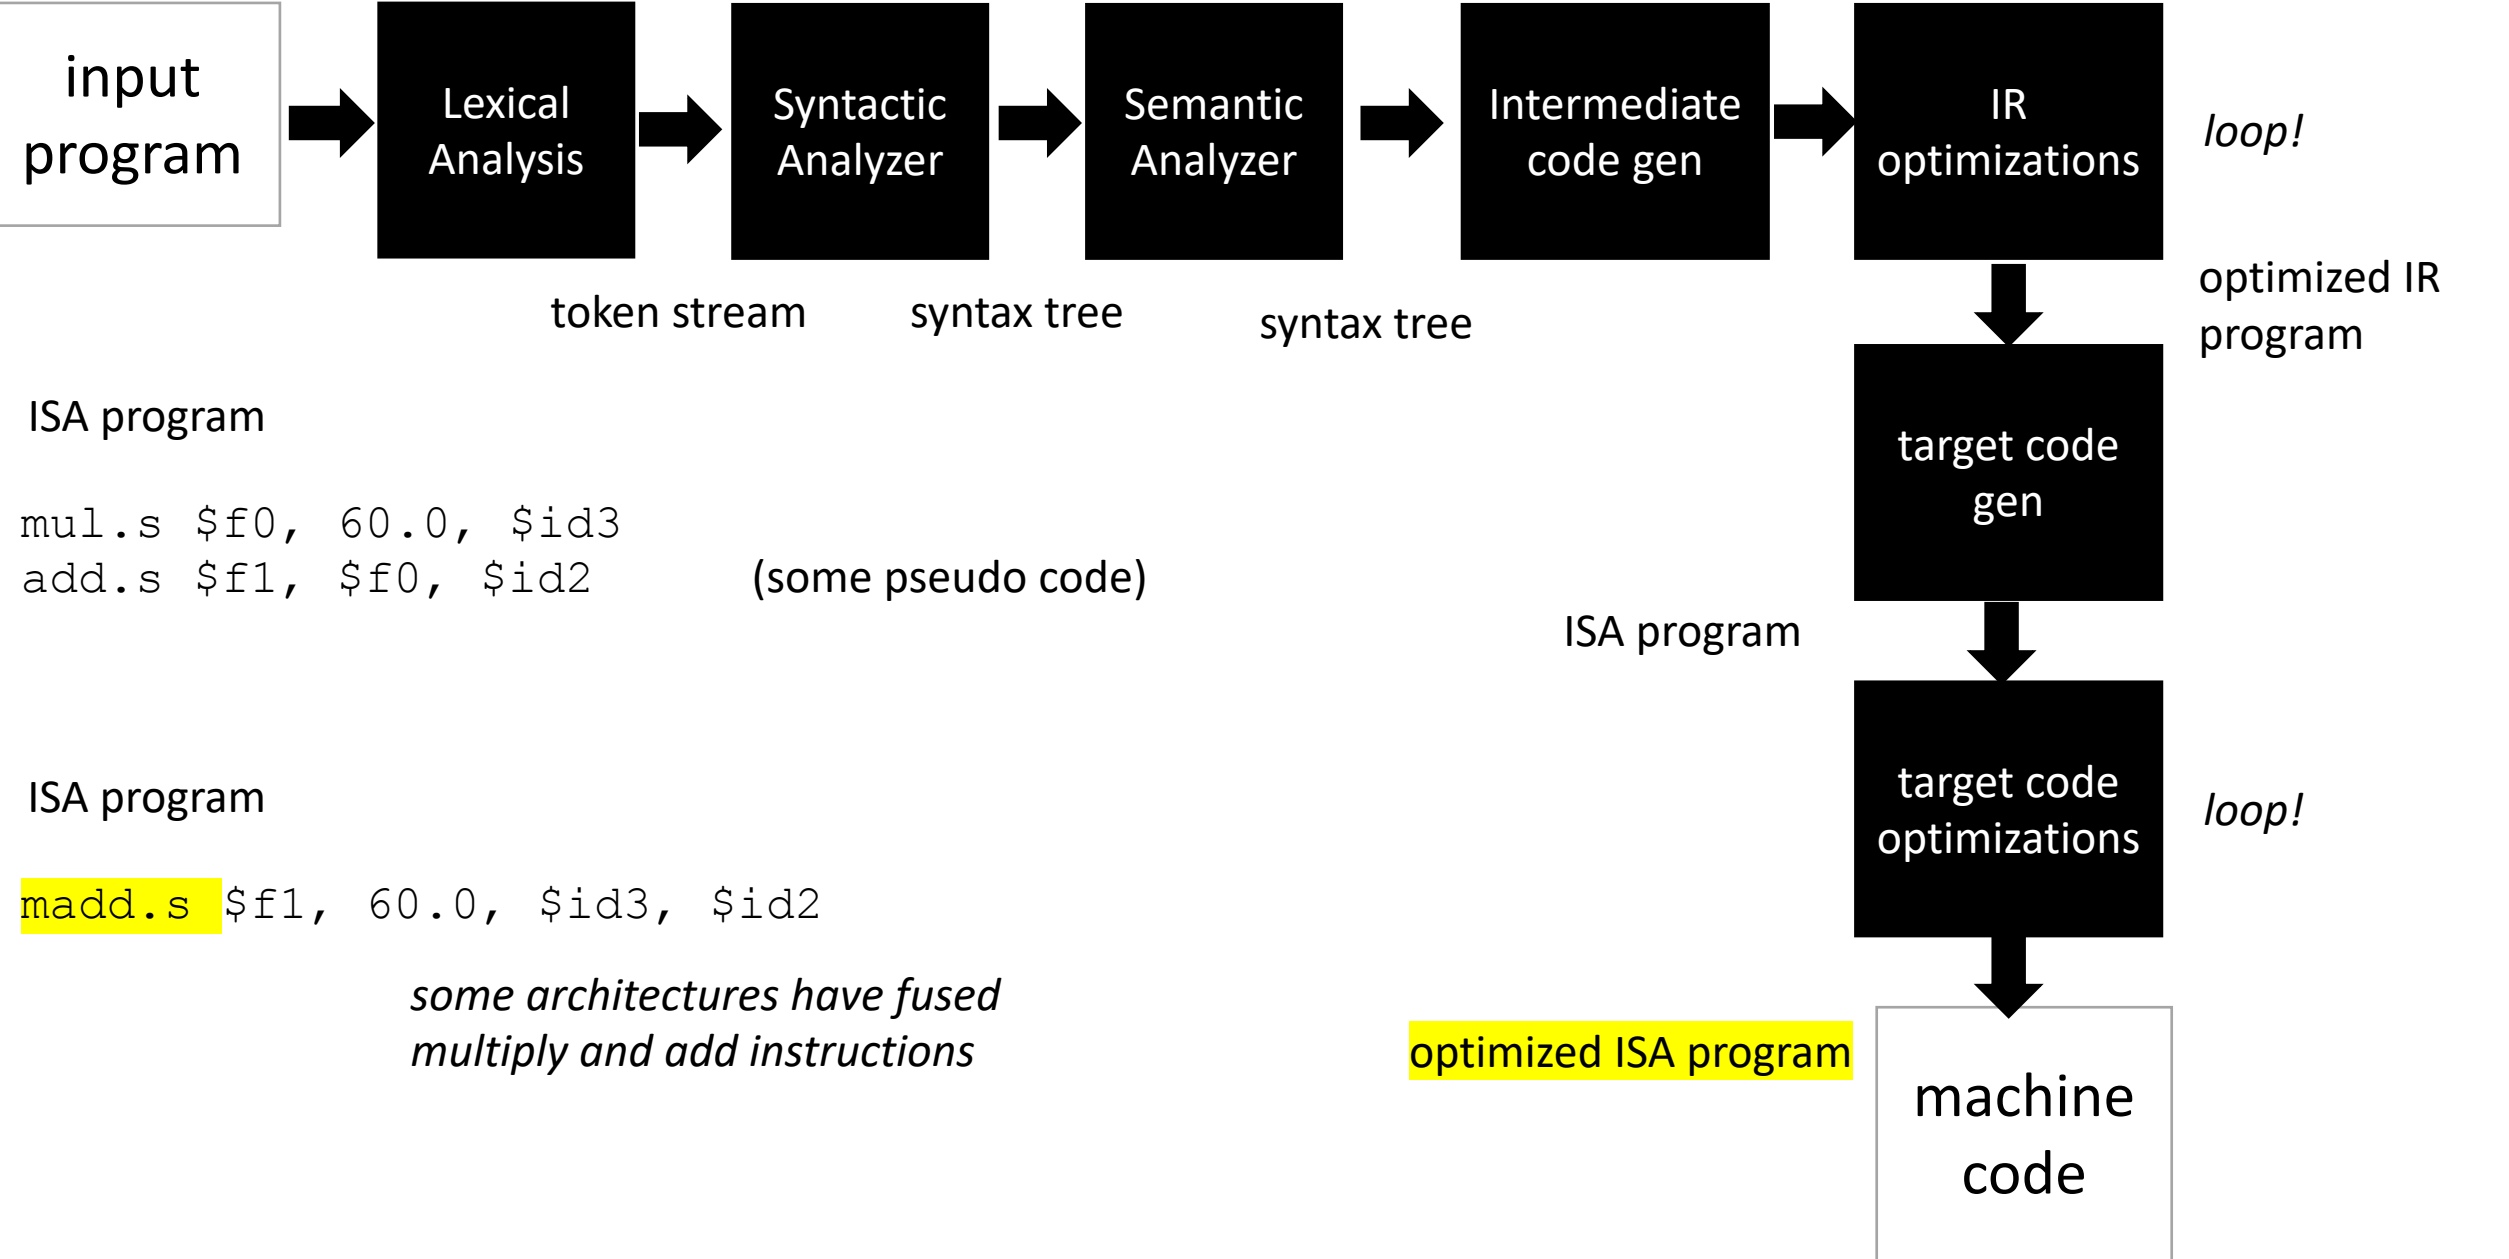 input
program
Lexical
Analysis
Syntactic
Analyzer
Semantic
Analyzer
Intermediate
code gen
IR
optimizations
loop!
token stream
syntax tree
syntax tree
optimized IR
program
ISA program
mul.s $f0, 60.0, $id3
add.s $f1, $f0, $id2
(some pseudo code)
target code
gen
ISA program
ISA program
madd.s $f1, 60.0, $id3, $id2
some architectures have fused
multiply and add instructions
target code
optimizations
loop!
optimized ISA program
machine
code